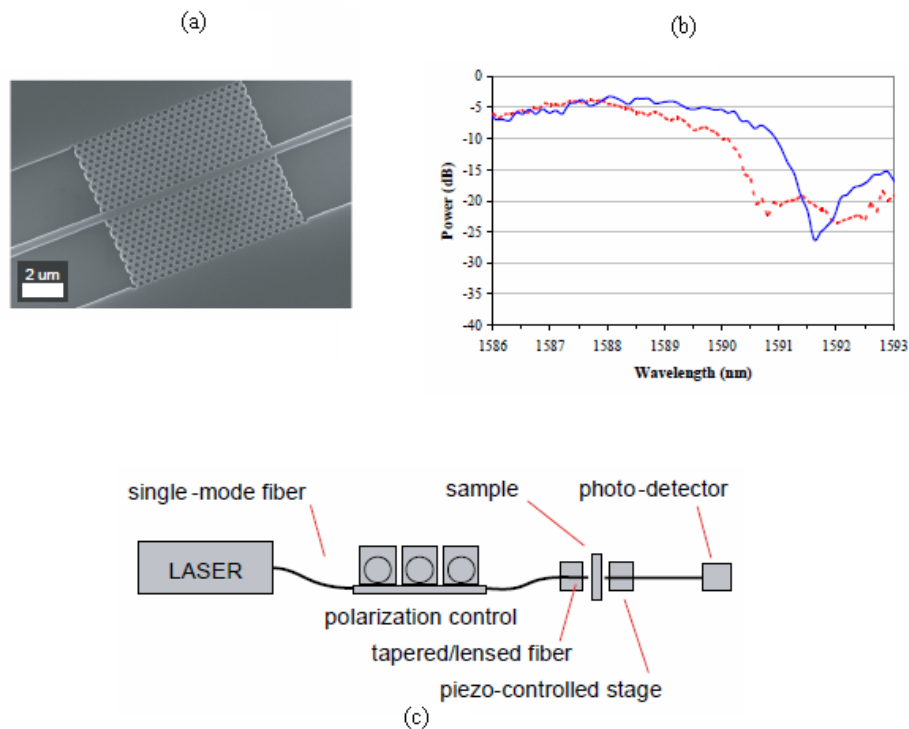 (a)
(b)
2 um
0
-5
-10
-15
-20
-25
-30
-35
-40
Power (dB)
1586 1587 1588 1589 1590 1591 1592 1593
Wavelength (nm)
single-mode fiber
sample
photo-detector
LASER
polarization control
tapered/lensed fiber
piezo-controlled stage
(c)